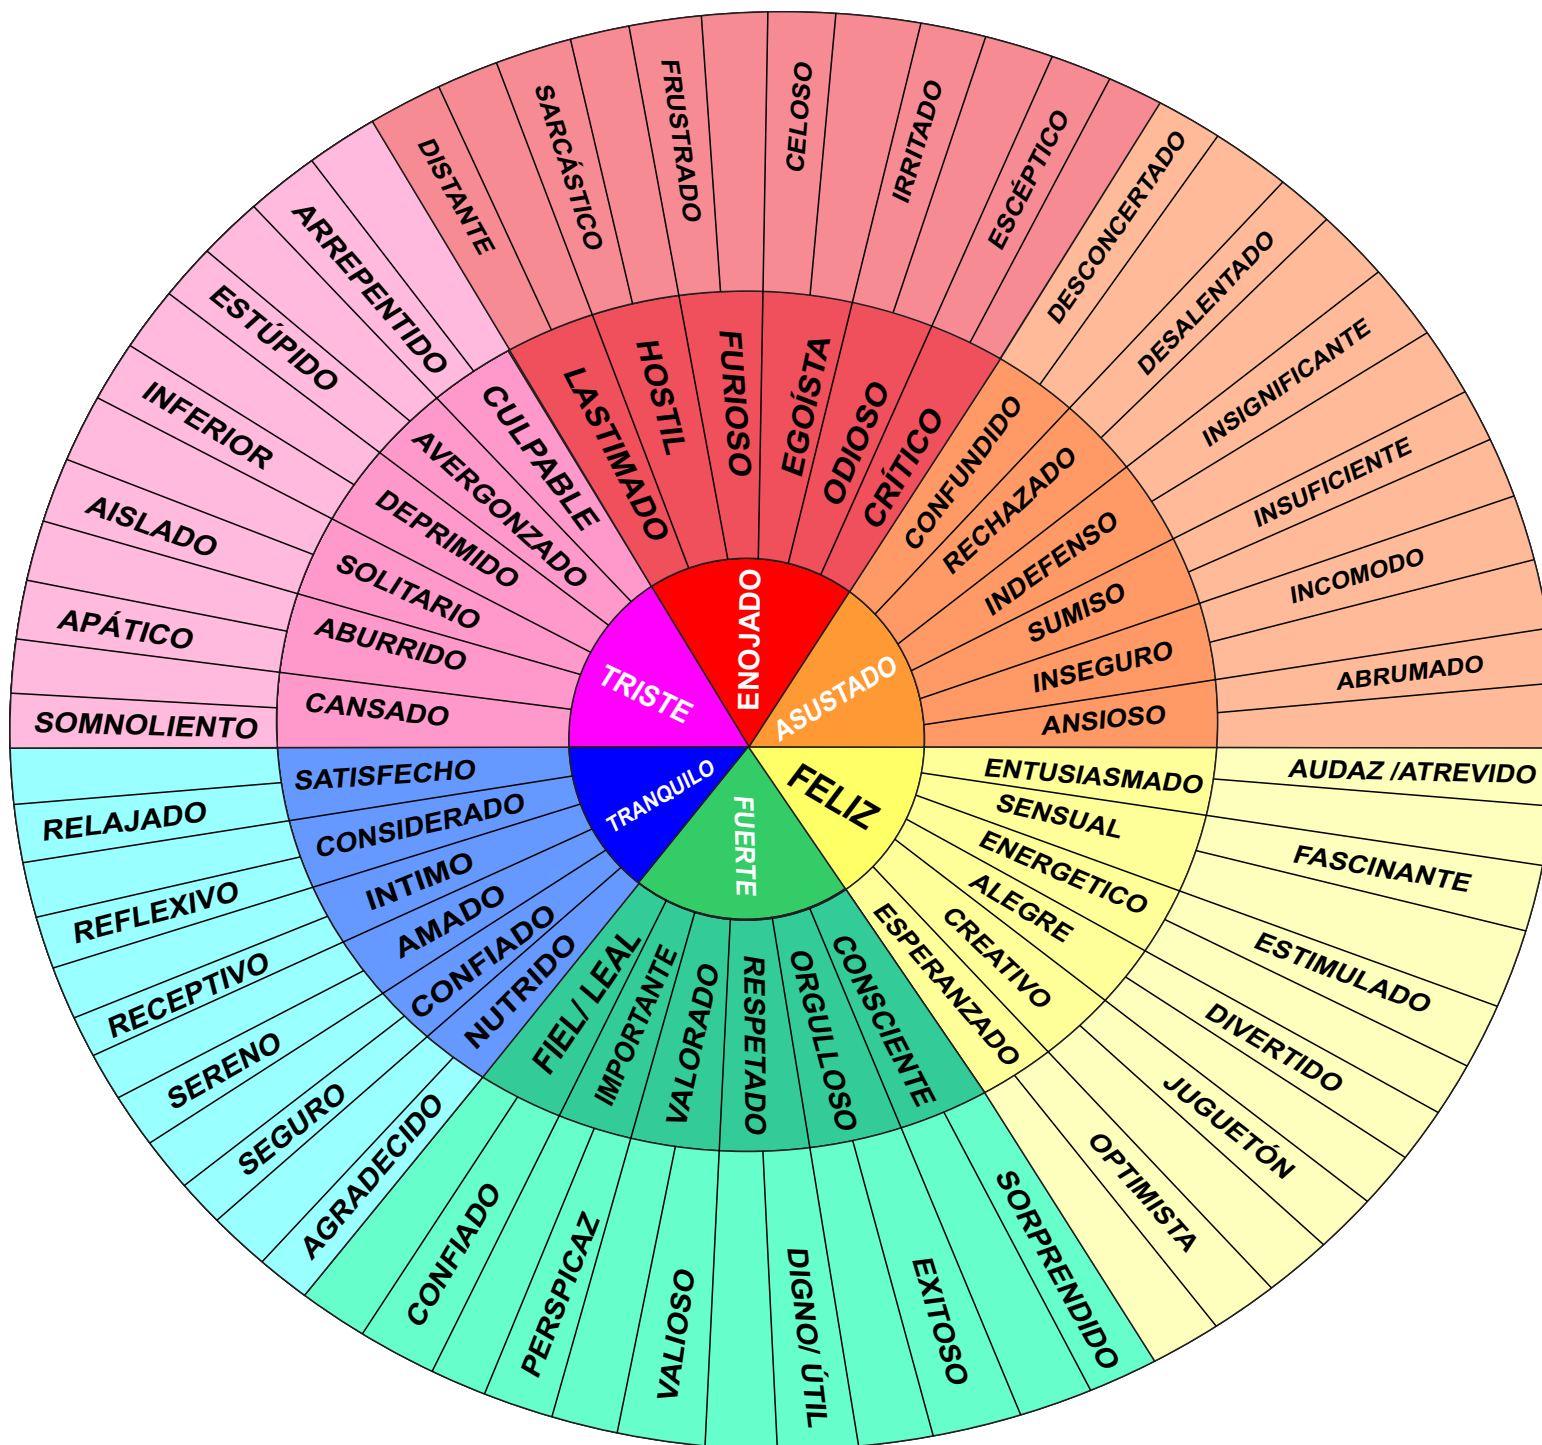 ENOJADO
ASUSTADO
FELIZ
FUERTE
TRANQUILO
TRISTE
LASTIMADO
HOSTIL
FURIOSO
EGOÍSTA
ODIOSO
CRÍTICO
CONFUNDIDO
RECHAZADO
INDEFENSO
SUMISO
INSEGURO
ANSIOSO
ENTUSIASMADO
SENSUAL
ENERGETICO
ALEGRE
CREATIVO
ESPERANZADO
CONSCIENTE
ORGULLOSO
RESPETADO
VALORADO
IMPORTANTE
FIEL/ LEAL
NUTRIDO
CONFIADO
AMADO
INTIMO
CONSIDERADO
SATISFECHO
CANSADO
ABURRIDO
SOLITARIO
DEPRIMIDO
AVERGONZADO
CULPABLE
DISTANTE
SARCÁSTICO
FRUSTRADO
CELOSO
IRRITADO
ESCÉPTICO
DESCONCERTADO
DESALENTADO
INSIGNIFICANTE
INSUFICIENTE
INCOMODO
ABRUMADO
AUDAZ /ATREVIDO
FASCINANTE
ESTIMULADO
DIVERTIDO
JUGUETÓN
OPTIMISTA
SORPRENDIDO
EXITOSO
DIGNO/ ÚTIL
VALIOSO
PERSPICAZ
CONFIADO
AGRADECIDO
SEGURO
SERENO
RECEPTIVO
REFLEXIVO
RELAJADO
SOMNOLIENTO
APÁTICO
AISLADO
INFERIOR
ESTÚPIDO
ARREPENTIDO